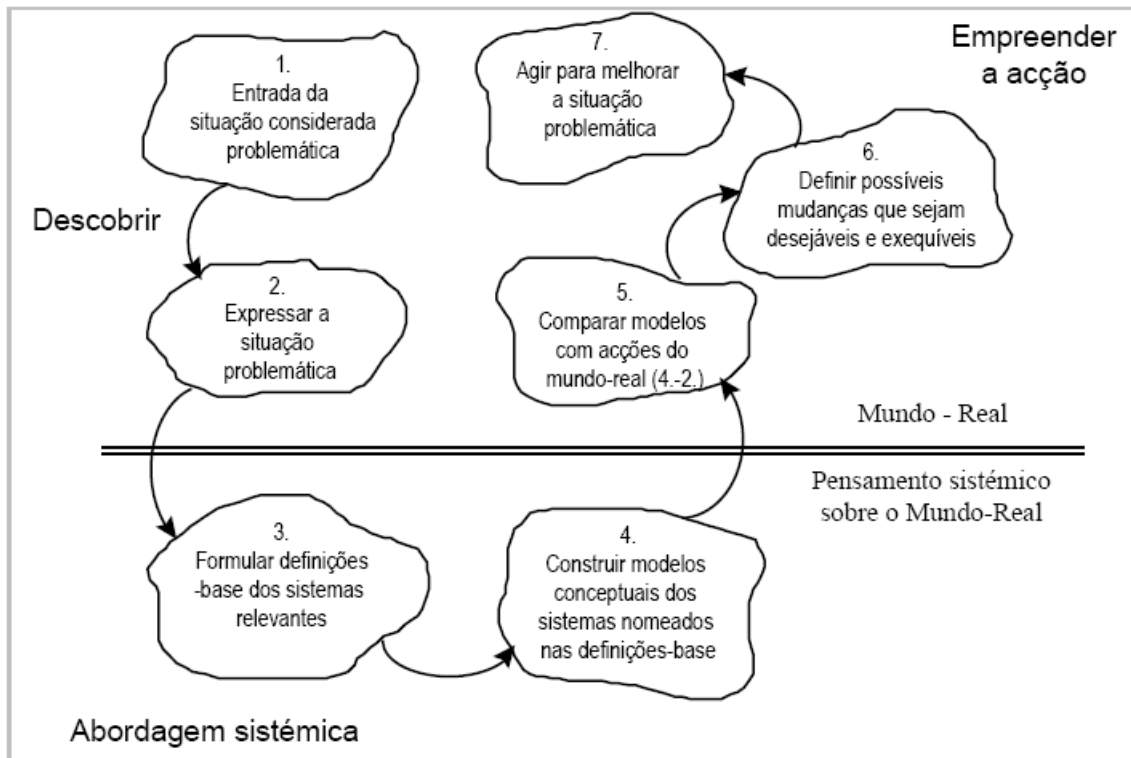 1.
Entrada da
situação considerada
problemática
7.
Agir para melhorar
a situação
problemática
Empreender
a acção
6.
Definir possíveis
mudanças que sejam
desejáveis e exequíveis
Descobrir
2.
Expressar a
situação
problemática
5.
Comparar modelos
com acções do
mundo-real (4.-2.)
Mundo - Real
Pensamento sistémico
sobre o Mundo-Real
3.
Formular definições
-base dos sistemas
relevantes
4.
Construir modelos
conceptuais dos
sistemas nomeados
nas definições-base
Abordagem sistémica